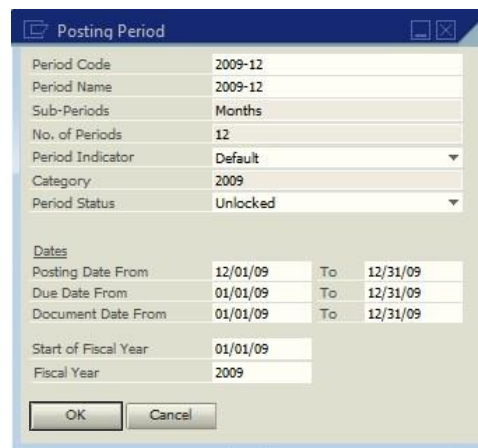 Posting Period
Period Code 2009-12
Period Name 2009-12
Sub-Periods Months
No. of Periods 12
Period Indicator Default
Category 2009
Period Status Unlocked
Dates
Posting Date From 12/01/09 To 12/31/09
Due Date From 01/01/09 To 12/31/09
Document Date From 01/01/09 To 12/31/09
Start of Fiscal Year 01/01/09
Fiscal Year 2009
OK Cancel